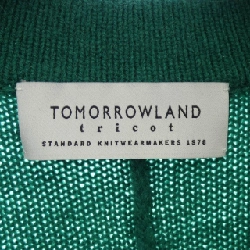 TOMORROWLAND
tricot
STANDARD KNITWEARMAKERS 1978